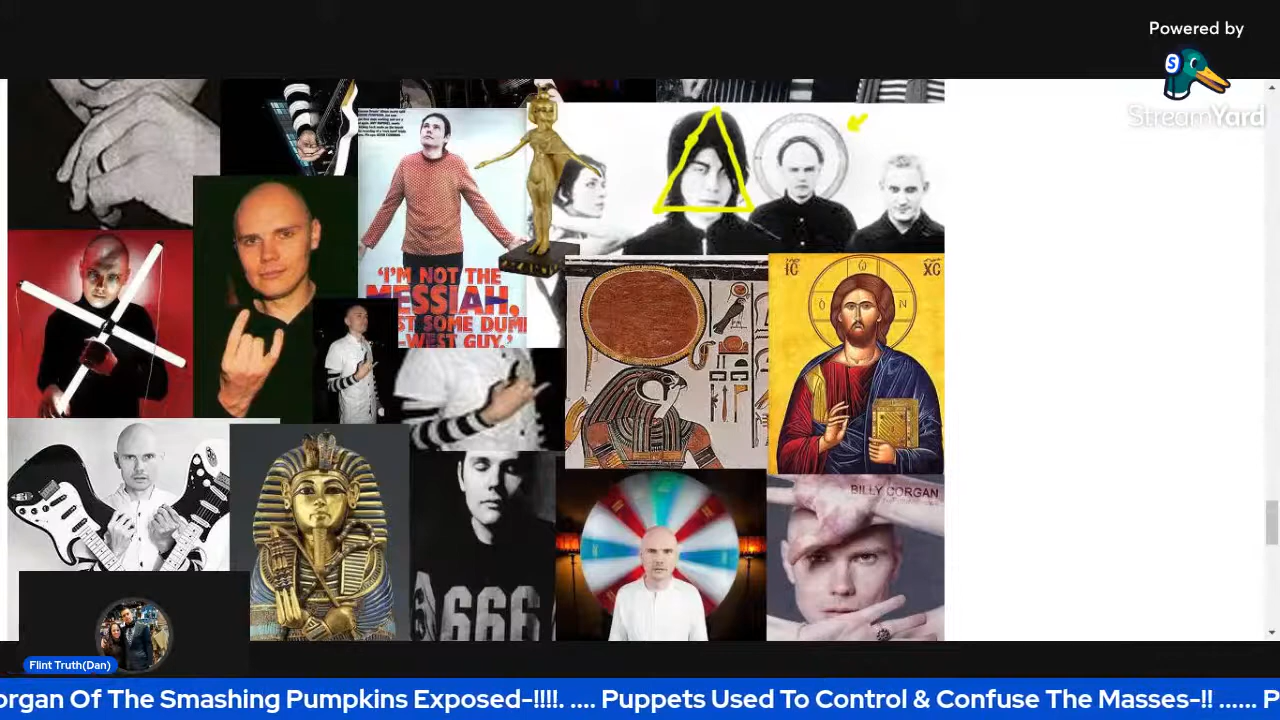 Powered by
StreamYard
'I'M NOT THE
MESSIAH,
ST SOME DUM
-WEST GUY.'
IC
XC
Ο
ω
Ν
BILLY CORGAN
666
Flint Truth(Dan)
organ Of The Smashing Pumpkins Exposed-!!!!. .... Puppets Used To Control & Confuse The Masses-!! ...... P